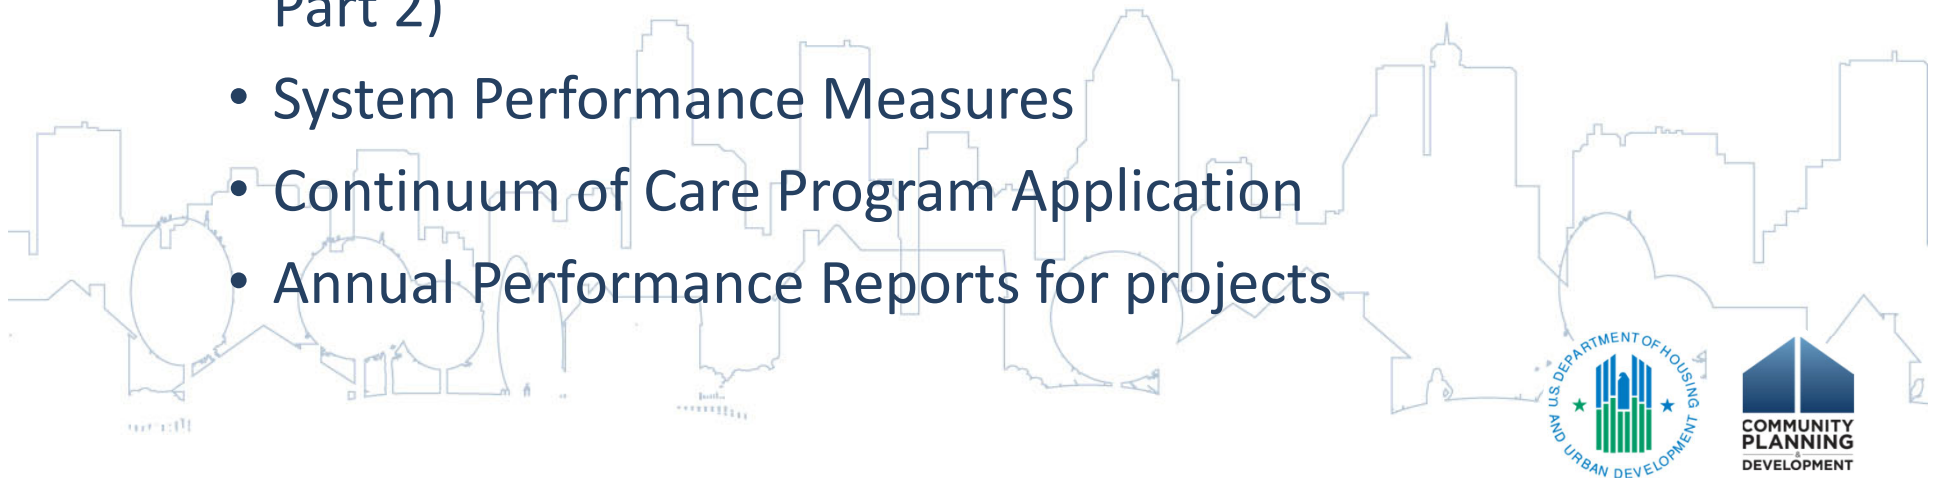 Part 2)
• System Performance Measures
• Continuum of Care Program Application
• Annual Performance Reports for projects
U.S. DEPARTMENT OF HOUSING AND URBAN DEVELOPMENT
COMMUNITY
PLANNING
&
DEVELOPMENT